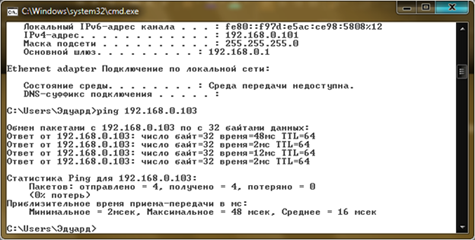 C:\Windows\system32\cmd.exe
Локальный IPv6-адрес канала . . . : fe80::f97d:e5ac:ce98:5808%12
IPv4-адрес. . . . . . . . . . . . : 192.168.0.101
Маска подсети . . . . . . . . . . : 255.255.255.0
Основной шлюз. . . . . . . . . : 192.168.0.1
Ethernet adapter Подключение по локальной сети:
Состояние среды. . . . . . . . : Среда передачи недоступна.
DNS-суффикс подключения . . . . . :
C:\Users\Эдуард>ping 192.168.0.103
Обмен пакетами с 192.168.0.103 по с 32 байтами данных:
Ответ от 192.168.0.103: число байт=32 время=48мс TTL=64
Ответ от 192.168.0.103: число байт=32 время=2мс TTL=64
Ответ от 192.168.0.103: число байт=32 время=12мс TTL=64
Ответ от 192.168.0.103: число байт=32 время=2мс TTL=64
Статистика Ping для 192.168.0.103:
Пакетов: отправлено = 4, получено = 4, потеряно = 0
(0% потерь)
Приблизительное время приема-передачи в мс:
Минимальное = 2мсек, Максимальное = 48 мсек, Среднее = 16 мсек
C:\Users\Эдуард>